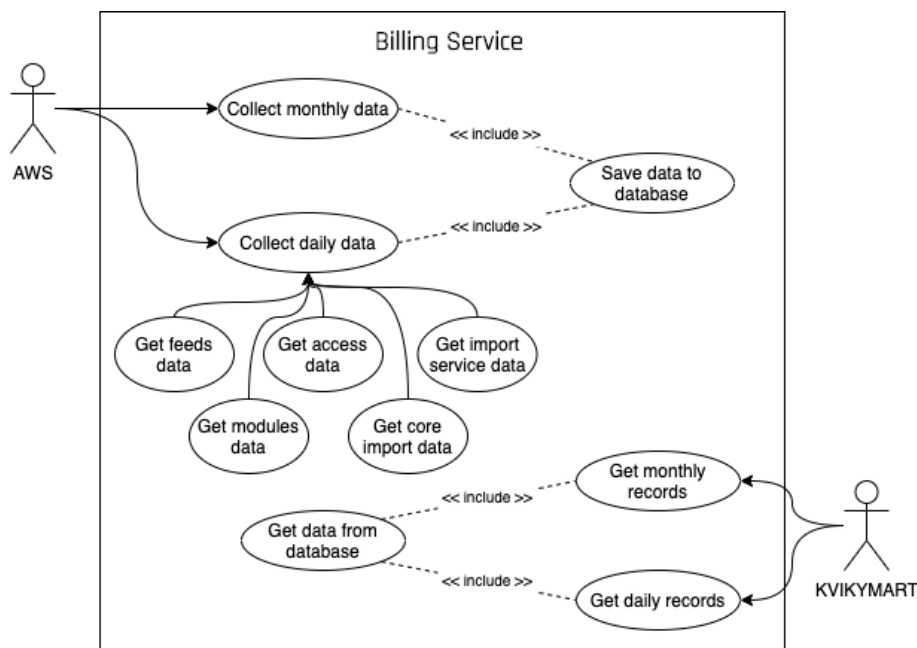 Billing Service
AWS
Collect monthly data
<< include >>
Save data to
database
<< include >>
Collect daily data
Get feeds
data
Get access
data
Get import
service data
Get modules
data
Get core
import data
Get monthly
records
<< include >>
Get data from
database
<< include >>
Get daily records
KVIKYMART